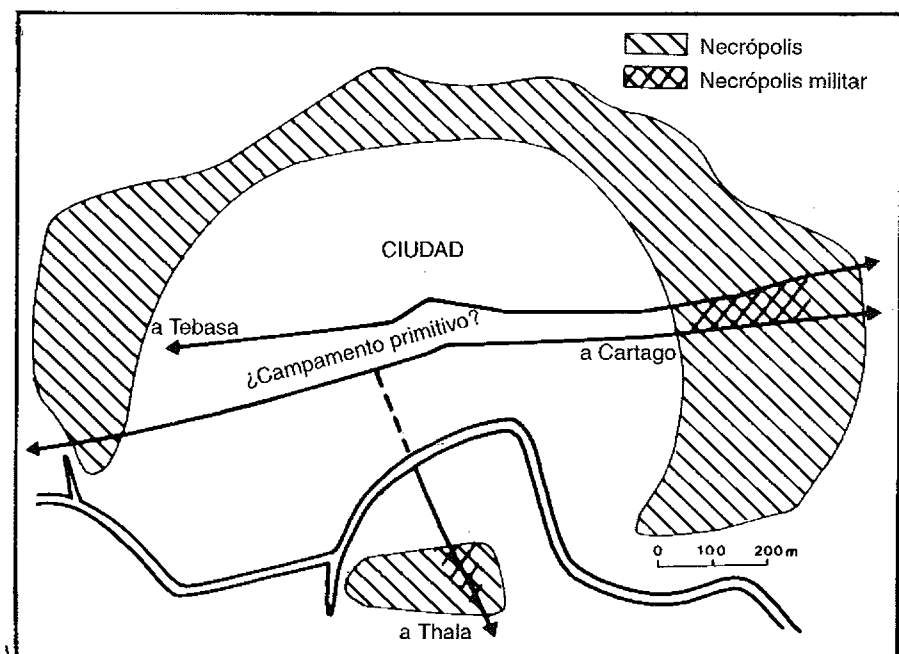 Necrópolis
Necrópolis militar
CIUDAD
a Tebasa
¿Campamento primitivo?
a Cartago
0 100 200 m
a Thala